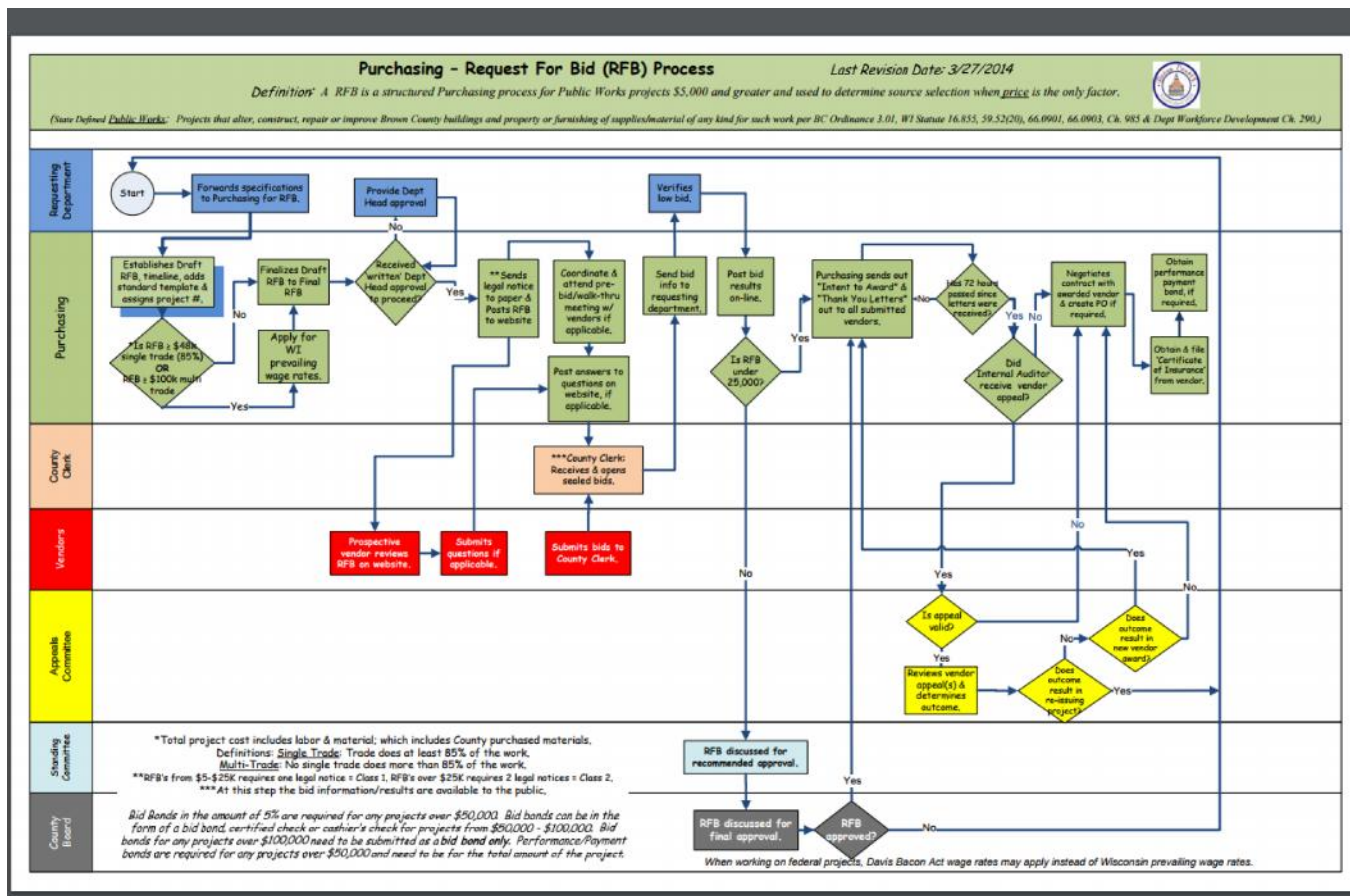 Purchasing - Request For Bid (RFB) Process
Last Revision Date: 3/27/2014
Definition: A RFB is a structured Purchasing process for Public Works projects $5,000 and greater and used to determine source selection when price is the only factor.
(State Defined Public Works: Projects that alter, construct, repair or improve Brown County buildings and property or furnishing of supplies/material of any kind for such work per BC Ordinance 3.01, WI Statute 16.855, 59.52(20), 66.0901, 66.0903, Ch. 985 & Dept Workforce Development Ch. 290.)
Requesting
Department
Start
Forwards specifications
to Purchasing for RFB.
Provide Dept
Head approval
Verifies
low bid.
No
Purchasing
Establishes Draft
RFB, timeline, adds
standard template &
assigns project #.
*Is RFB ≥ $48k
single trade (85%)
OR
RFB ≥ $100k multi
trade
No
Yes
Finalizes Draft
RFB to Final
RFB
Apply for
WI
prevailing
wage rates.
Received
'written' Dept
Head approval
to proceed?
Yes
**Sends
legal notice
to paper &
Posts RFB
to website
Coordinate &
attend pre-
bid/walk-thru
meeting w/
vendors if
applicable.
Post answers to
questions on
website, if
applicable.
Send bid
info to
requesting
department.
Post bid
results
on-line.
Is RFB
under
25,000?
Yes
Purchasing sends out
"Intent to Award" &
"Thank You Letters"
out to all submitted
vendors.
No
Has 72 hours
passed since
letters were
received?
Yes
No
Did
Internal Auditor
receive vendor
appeal?
Negotiates
contract with
awarded vendor
& create PO if
required.
Obtain
performance
payment
bond, if
required.
Obtain & file
'Certificate
of Insurance'
from vendor.
County
Clerk
***County Clerk:
Receives & opens
sealed bids.
Vendors
Prospective
vendor reviews
RFB on website.
Submits
questions if
applicable.
Submits bids to
County Clerk.
No
Yes
No
Yes
No
Appeals
Committee
Is appeal
valid?
Yes
Reviews vendor
appeal(s) &
determines
outcome.
Does
outcome
result in
re-issuing
project?
No
Yes
Does
outcome
result in
new vendor
award?
Standing
Committee
*Total project cost includes labor & material; which includes County purchased materials.
Definitions: Single Trade: Trade does at least 85% of the work.
Multi-Trade: No single trade does more than 85% of the work.
**RFB's from $5-$25K requires one legal notice = Class 1, RFB's over $25K requires 2 legal notices = Class 2.
***At this step the bid information/results are available to the public.
RFB discussed for
recommended approval.
Yes
County
Board
Bid Bonds in the amount of 5% are required for any projects over $50,000. Bid bonds can be in the
form of a bid bond, certified check or cashier's check for projects from $50,000 - $100,000. Bid
bonds for any projects over $100,000 need to be submitted as a bid bond only. Performance/Payment
bonds are required for any projects over $50,000 and need to be for the total amount of the project.
RFB discussed for
final approval.
RFB
approved?
No
When working on federal projects, Davis Bacon Act wage rates may apply instead of Wisconsin prevailing wage rates.